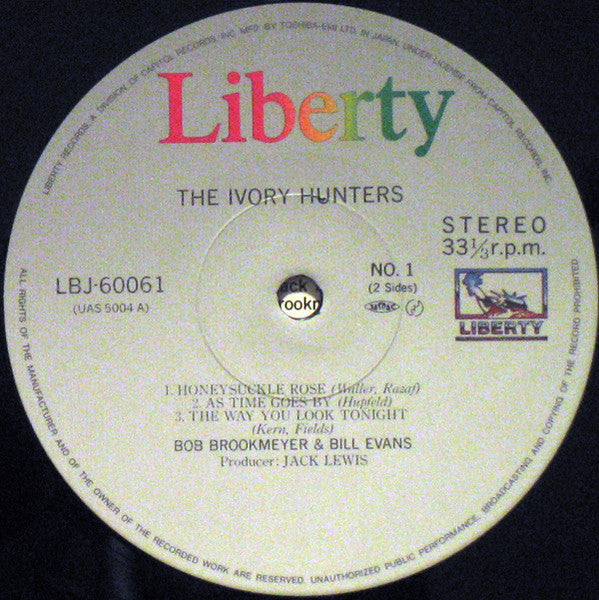 LIBERTY RECORDS, A DIVISION OF CAPITOL RECORDS, INC. MFD. BY TOSHIBA-EMI LTD. IN JAPAN, UNDER LICENSE FROM CAPITOL RECORDS, INC.
Liberty
THE IVORY HUNTERS
STEREO
33 1/3 r.p.m.
LBJ-60061
(UAS 5004 A)
NO. 1
(2 Sides)
ack
rookn
LIBERTY
1. HONEYSUCKLE ROSE (Waller, Razaf)
2. AS TIME GOES BY (Hupfeld)
3. THE WAY YOU LOOK TONIGHT
(Kern, Fields)
BOB BROOKMEYER & BILL EVANS
Producer: JACK LEWIS
ALL RIGHTS OF THE MANUFACTURER AND OF THE OWNER OF THE RECORDED WORK ARE RESERVED. UNAUTHORIZED PUBLIC PERFORMANCE, BROADCASTING AND COPYING OF THE RECORD PROHIBITED